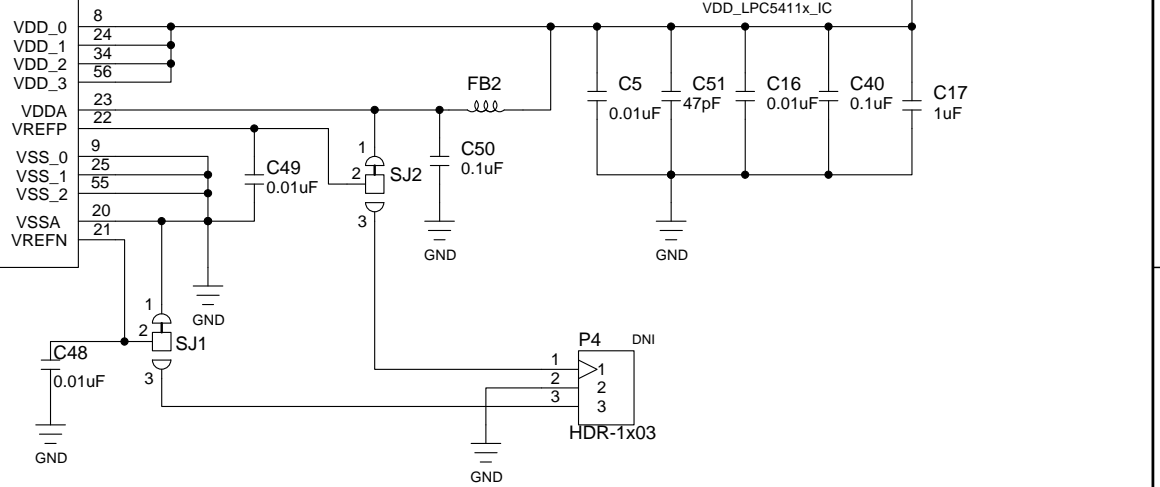 VDD_LPC5411x_IC
8
VDD_0
24
VDD_1
34
VDD_2
56
VDD_3
23
VDDA
22
VREFP
9
VSS_0
25
VSS_1
55
VSS_2
20
VSSA
21
VREFN
FB2
C5
0.01uF
C51
47pF
C16
0.01uF
C40
0.1uF
C17
1uF
C49
0.01uF
1
2
SJ2
3
C50
0.1uF
GND
GND
GND
1
2
SJ1
3
C48
0.01uF
GND
P4
DNI
1
1
2
2
3
3
HDR-1x03
GND